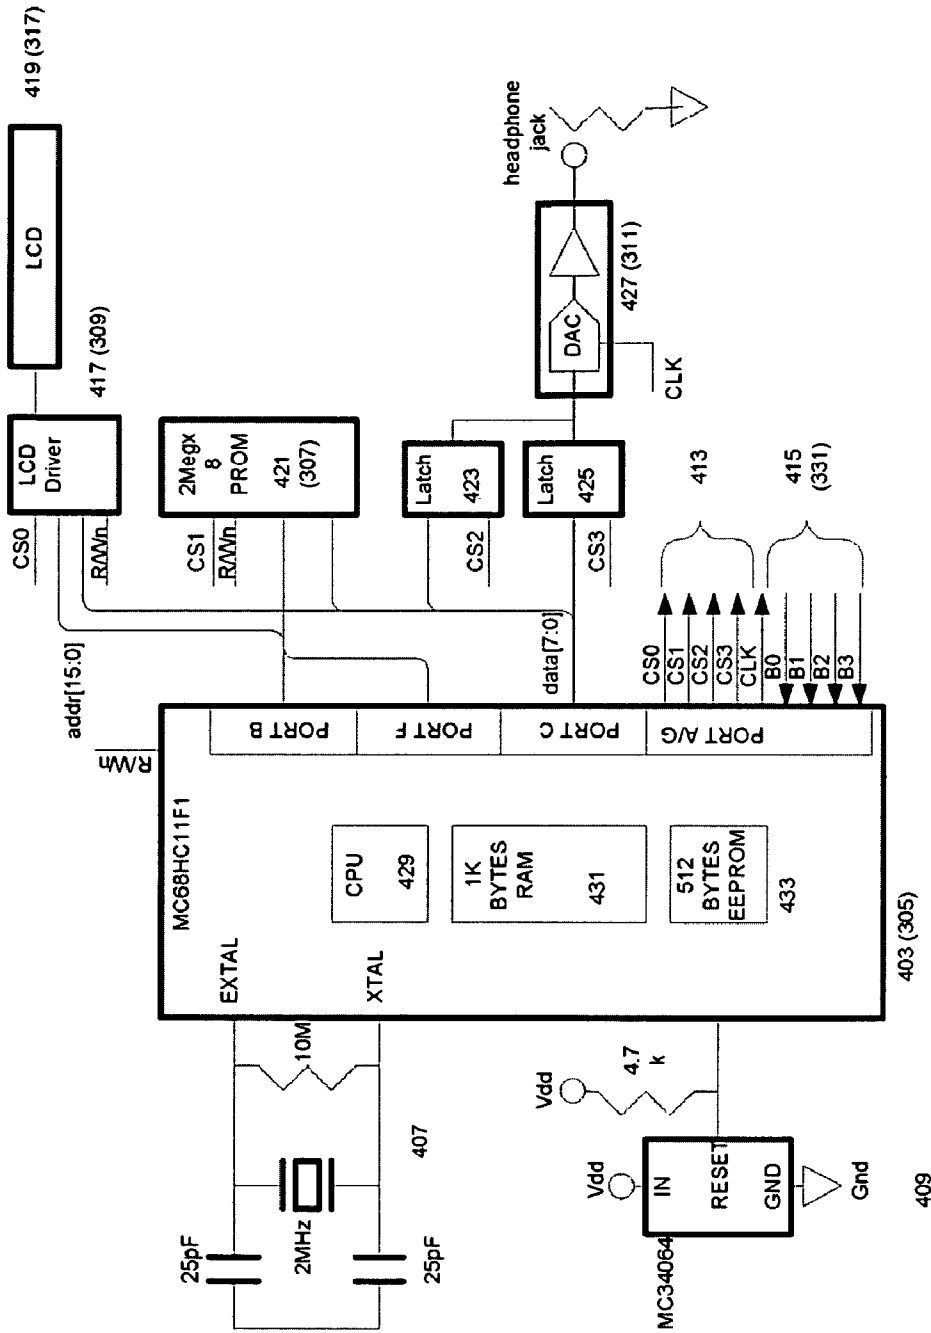 419 (317)
LCD
LCD
Driver
417 (309)
CS0
R/Wn
2Megx
8
PROM
421
(307)
CS1
R/Wn
Latch
423
CS2
Latch
425
CS3
DAC
427 (311)
CLK
headphone
jack
addr[15:0]
data[7:0]
R/Wn
MC68HC11F1
PORT B
PORT F
PORT C
PORT A/G
CS0
CS1
CS2
CS3
CLK
B0
B1
B2
B3
413
415
(331)
CPU
429
1K
BYTES
RAM
431
512
BYTES
EEPROM
433
403 (305)
EXTAL
XTAL
10M
25pF
2MHz
25pF
407
Vdd
4.7
k
Vdd
IN
RESET
GND
MC34064
Gnd
409